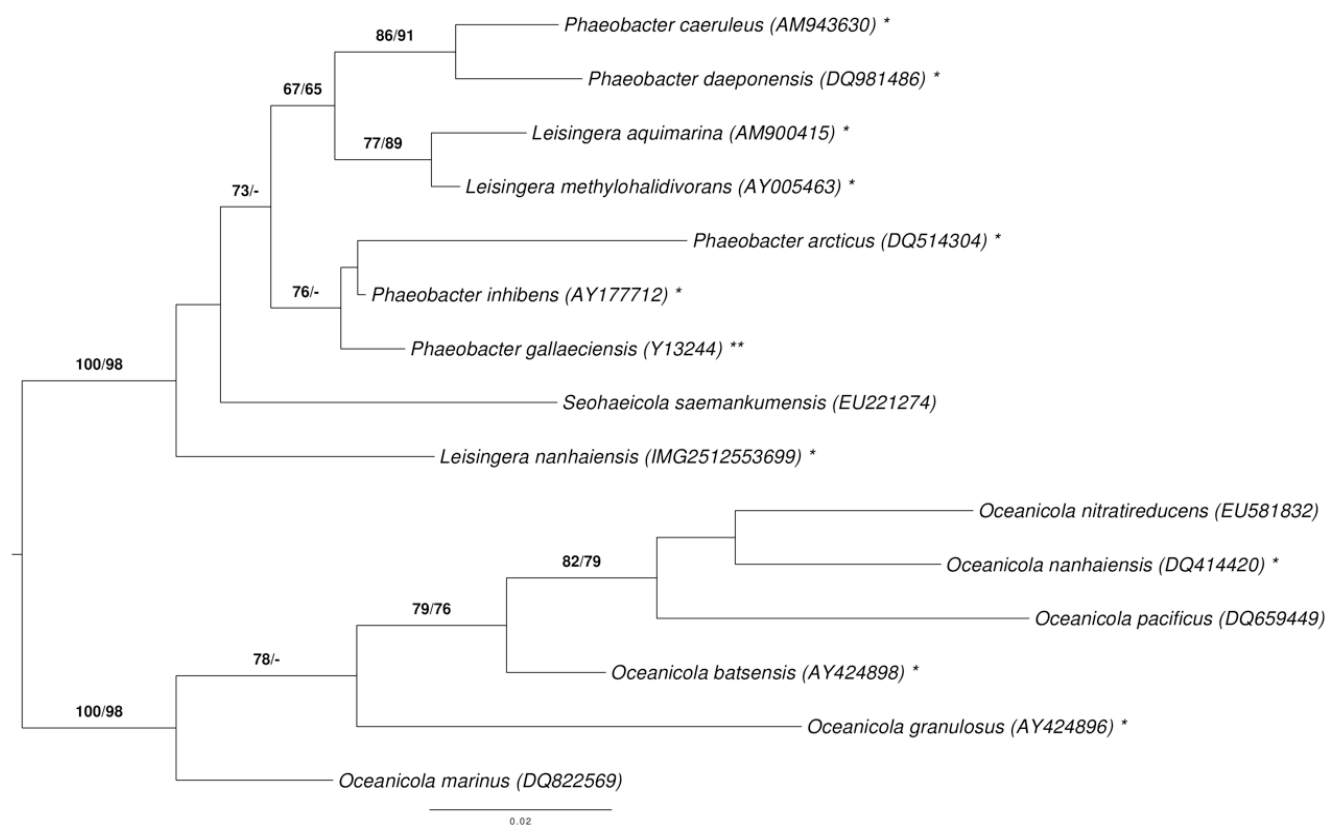 Phaeobacter caeruleus (AM943630) *
86/91
Phaeobacter daeponensis (DQ981486) *
67/65
Leisingera aquimarina (AM900415) *
77/89
Leisingera methylohalidivorans (AY005463) *
73/-
Phaeobacter arcticus (DQ514304) *
76/-
Phaeobacter inhibens (AY177712) *
Phaeobacter gallaeciensis (Y13244) **
100/98
Seohaeicola saemankumensis (EU221274)
Leisingera nanhaiensis (IMG2512553699) *
Oceanicola nitratireducens (EU581832)
82/79
Oceanicola nanhaiensis (DQ414420) *
79/76
Oceanicola pacificus (DQ659449)
78/-
Oceanicola batsensis (AY424898) *
100/98
Oceanicola granulosus (AY424896) *
Oceanicola marinus (DQ822569)
0.02